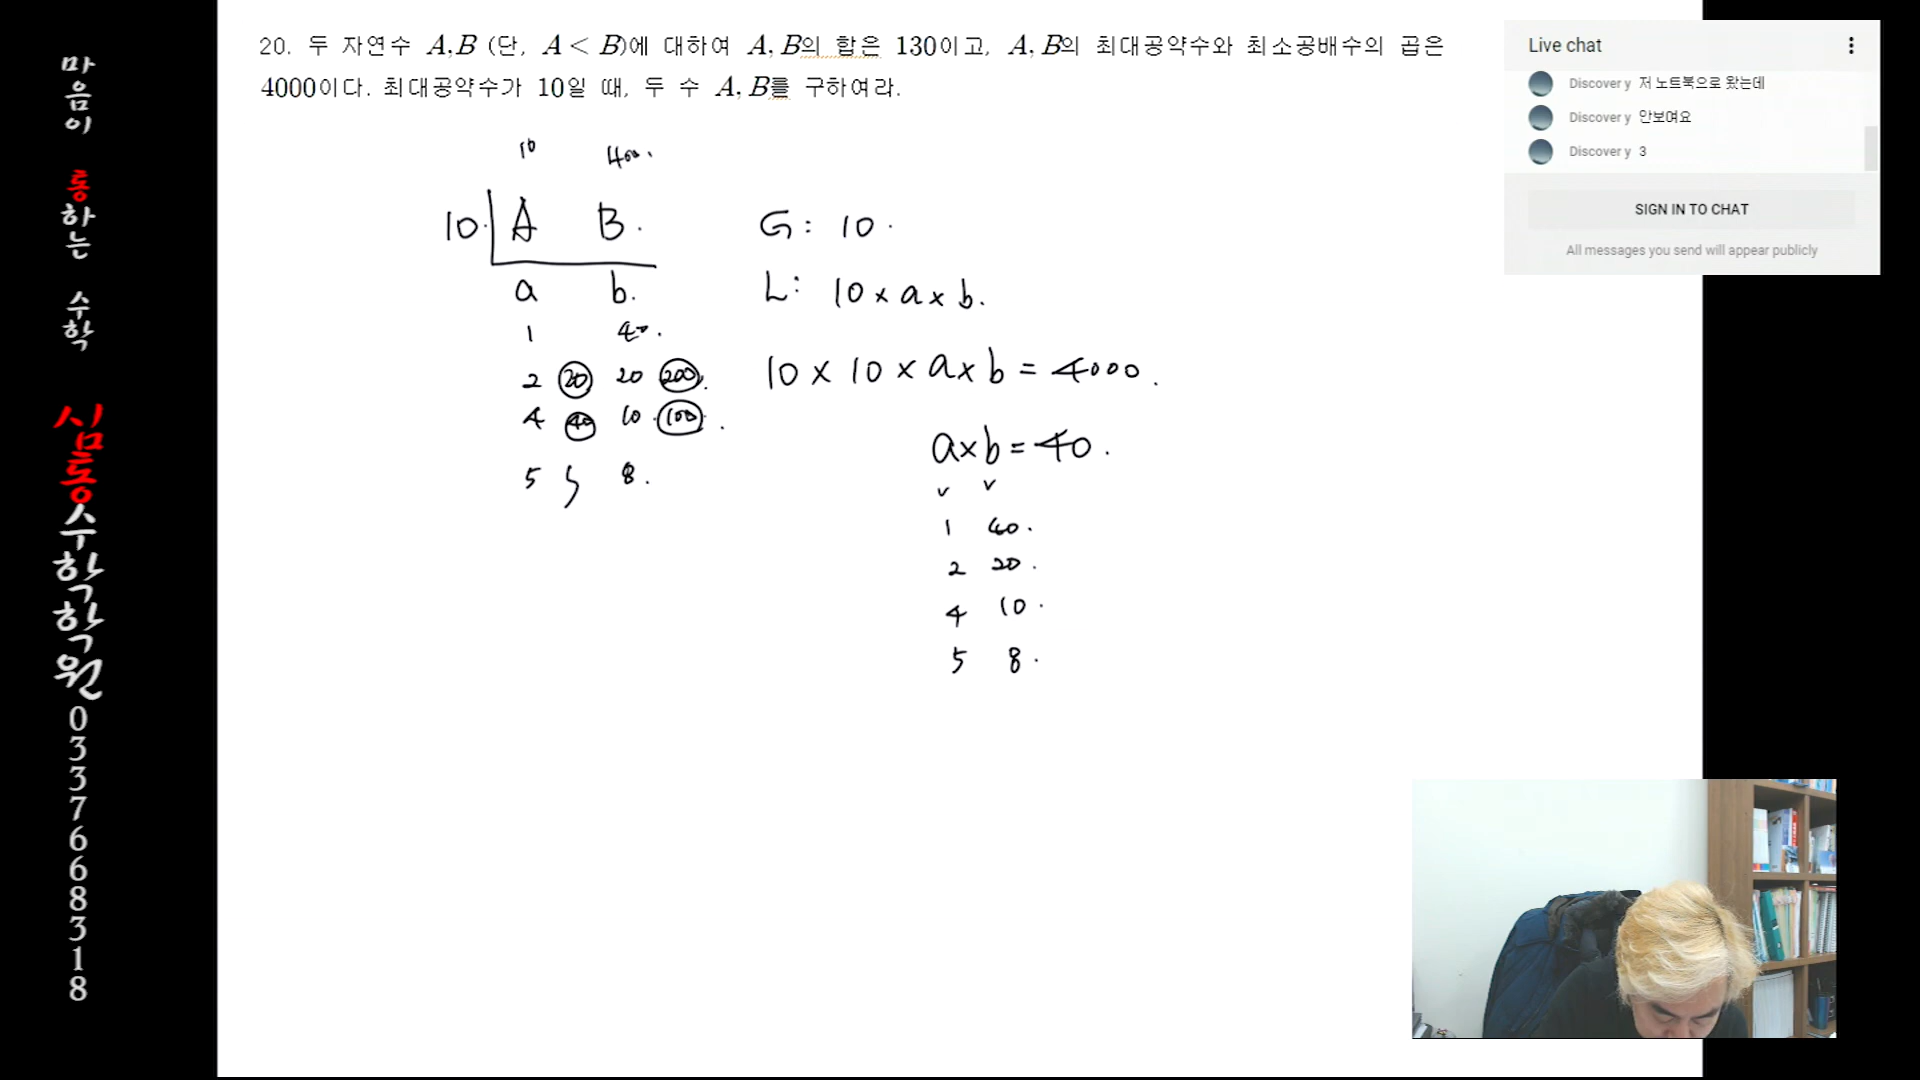 마음이 통하는 수학
심통수학학원
0337668318
20. 두 자연수 A,B (단, A < B)에 대하여 A, B의 합은 130이고, A, B의 최대공약수와 최소공배수의 곱은
4000이다. 최대공약수가 10일 때, 두 수 A, B를 구하여라.
10 400.
10. A B.
a b.
1 40.
2 20 20 200.
4 40 10 100.
5 8.
G: 10.
L: 10 × a × b.
10 × 10 × a × b = 4000.
a×b = 40.
v v
1 40.
2 20.
4 10.
5 8.
Live chat
Discover y 저 노트북으로 왔는데
Discover y 안보여요
Discover y 3
SIGN IN TO CHAT
All messages you send will appear publicly